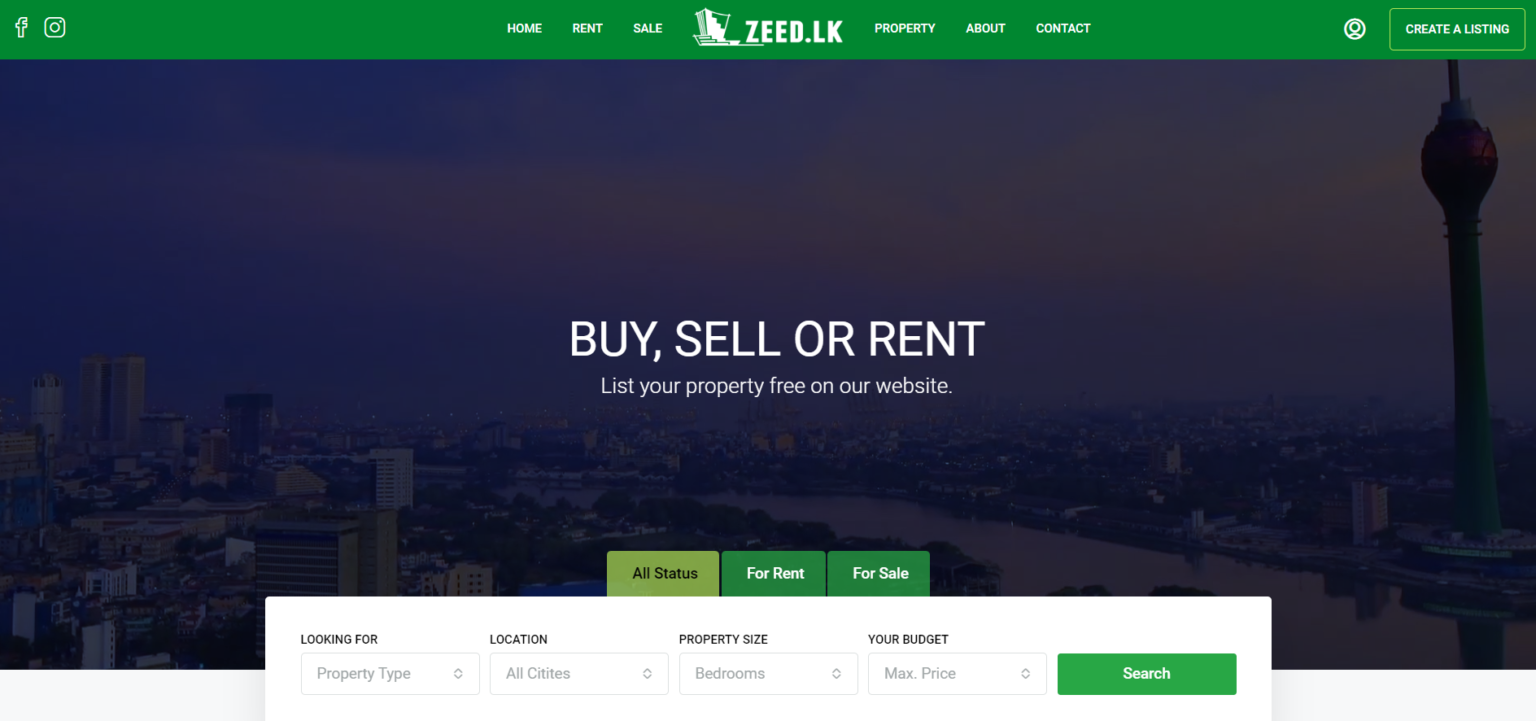 HOME RENT SALE ZEED.LK PROPERTY ABOUT CONTACT CREATE A LISTING
BUY, SELL OR RENT
List your property free on our website.
All Status For Rent For Sale
LOOKING FOR LOCATION PROPERTY SIZE YOUR BUDGET
Property Type All Citites Bedrooms Max. Price Search